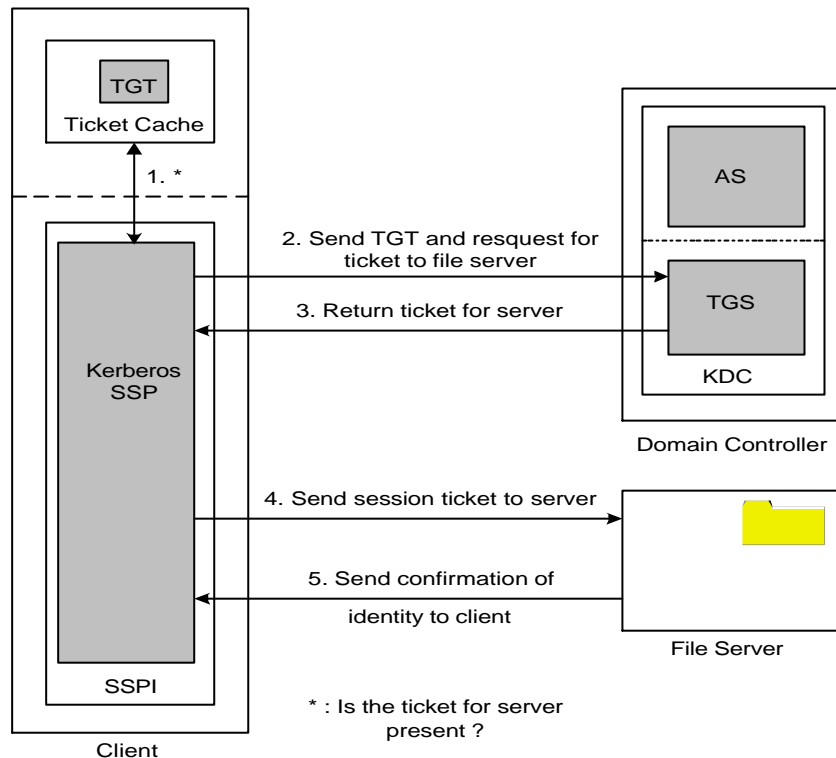 TGT
Ticket Cache
1. *
AS
2. Send TGT and resquest for
ticket to file server
3. Return ticket for server
TGS
Kerberos
SSP
KDC
Domain Controller
4. Send session ticket to server
5. Send confirmation of
identity to client
File Server
SSPI
* : Is the ticket for server
present ?
Client